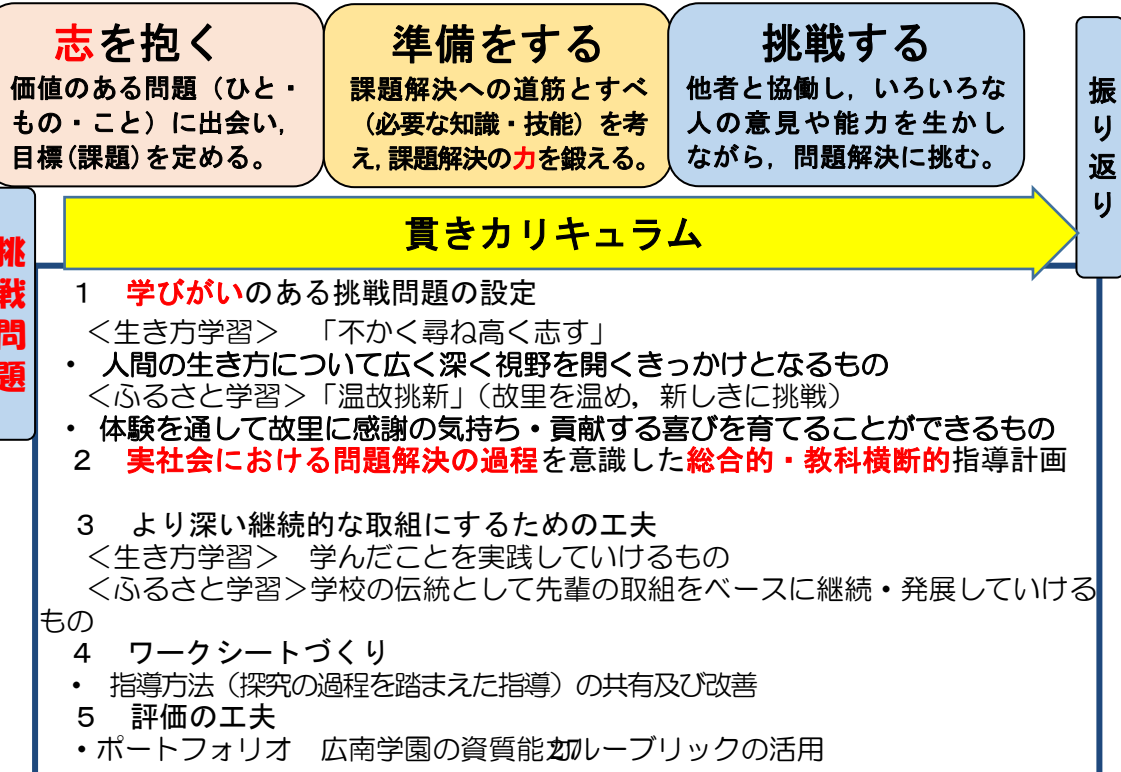 志を抱く
価値のある問題（ひと・
もの・こと）に出会い，
目標(課題)を定める。
準備をする
課題解決への道筋とすべ
（必要な知識・技能）を考
え,課題解決の力を鍛える。
挑戦する
他者と協働し，いろいろな
人の意見や能力を生かし
ながら，問題解決に挑む。
振り返り
挑戦問題
貫きカリキュラム
１　学びがいのある挑戦問題の設定
＜生き方学習＞　「不かく尋ね高く志す」
・　人間の生き方について広く深く視野を開くきっかけとなるもの
＜ふるさと学習＞「温故挑新」（故里を温め，新しきに挑戦）
・　体験を通して故里に感謝の気持ち・貢献する喜びを育てることができるもの
２　実社会における問題解決の過程を意識した総合的・教科横断的指導計画
３　より深い継続的な取組にするための工夫
＜生き方学習＞　学んだことを実践していけるもの
＜ふるさと学習＞学校の伝統として先輩の取組をベースに継続・発展していける
もの
４　ワークシートづくり
・　指導方法（探究の過程を踏まえた指導）の共有及び改善
５　評価の工夫
・ポートフォリオ　広南学園の資質能力ルーブリックの活用
27